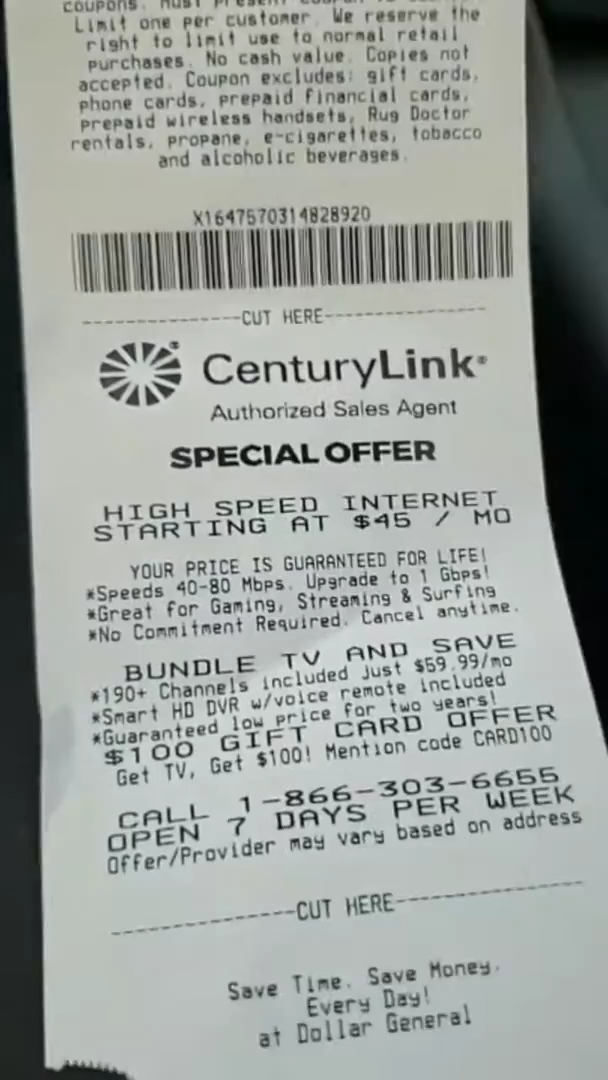 coupons. Must present coupon
Limit one per customer. We reserve the
right to limit use to normal retail
purchases. No cash value. Copies not
accepted. Coupon excludes: gift cards,
phone cards, prepaid financial cards,
prepaid wireless handsets, Rug Doctor
rentals, propane, e-cigarettes, tobacco
and alcoholic beverages.
X1647570314828920
CUT HERE
CenturyLink®
Authorized Sales Agent
SPECIAL OFFER
HIGH SPEED INTERNET
STARTING AT $45 / MO
YOUR PRICE IS GUARANTEED FOR LIFE!
*Speeds 40-80 Mbps. Upgrade to 1 Gbps!
*Great for Gaming, Streaming & Surfing
*No Commitment Required. Cancel anytime.
BUNDLE TV AND SAVE
*190+ Channels included Just $59.99/mo
*Smart HD DVR w/voice remote included
*Guaranteed low price for two years!
$100 GIFT CARD OFFER
Get TV, Get $100! Mention code CARD100
CALL 1-866-303-6655
OPEN 7 DAYS PER WEEK
Offer/Provider may vary based on address
CUT HERE
Save Time. Save Money.
Every Day!
at Dollar General